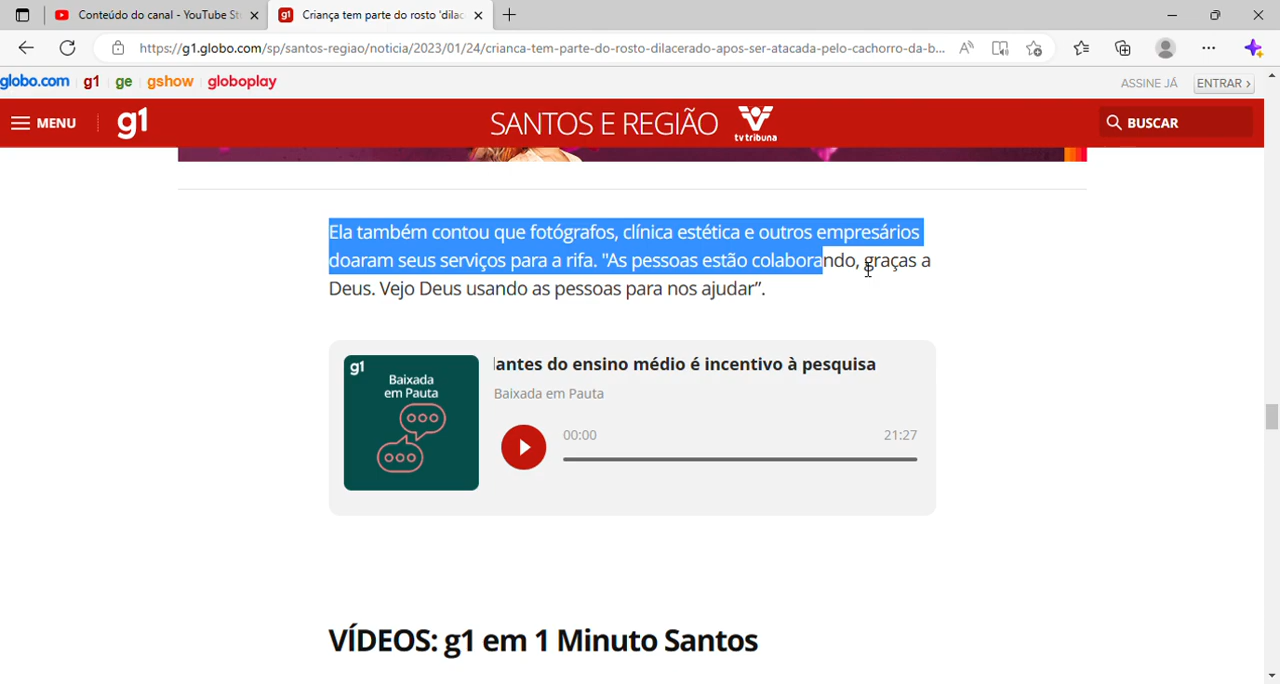 Conteúdo do canal - YouTube St
Criança tem parte do rosto 'dilac
https://g1.globo.com/sp/santos-regiao/noticia/2023/01/24/crianca-tem-parte-do-rosto-dilacerado-apos-ser-atacada-pelo-cachorro-da-b...
globo.com g1 ge gshow globoplay
ASSINE JÁ ENTRAR ›
MENU g1 SANTOS E REGIÃO tv tribuna BUSCAR
Ela também contou que fotógrafos, clínica estética e outros empresários
doaram seus serviços para a rifa. "As pessoas estão colaborando, graças a
Deus. Vejo Deus usando as pessoas para nos ajudar”.
g1
Baixada
em Pauta
lantes do ensino médio é incentivo à pesquisa
Baixada em Pauta
00:00 21:27
VÍDEOS: g1 em 1 Minuto Santos